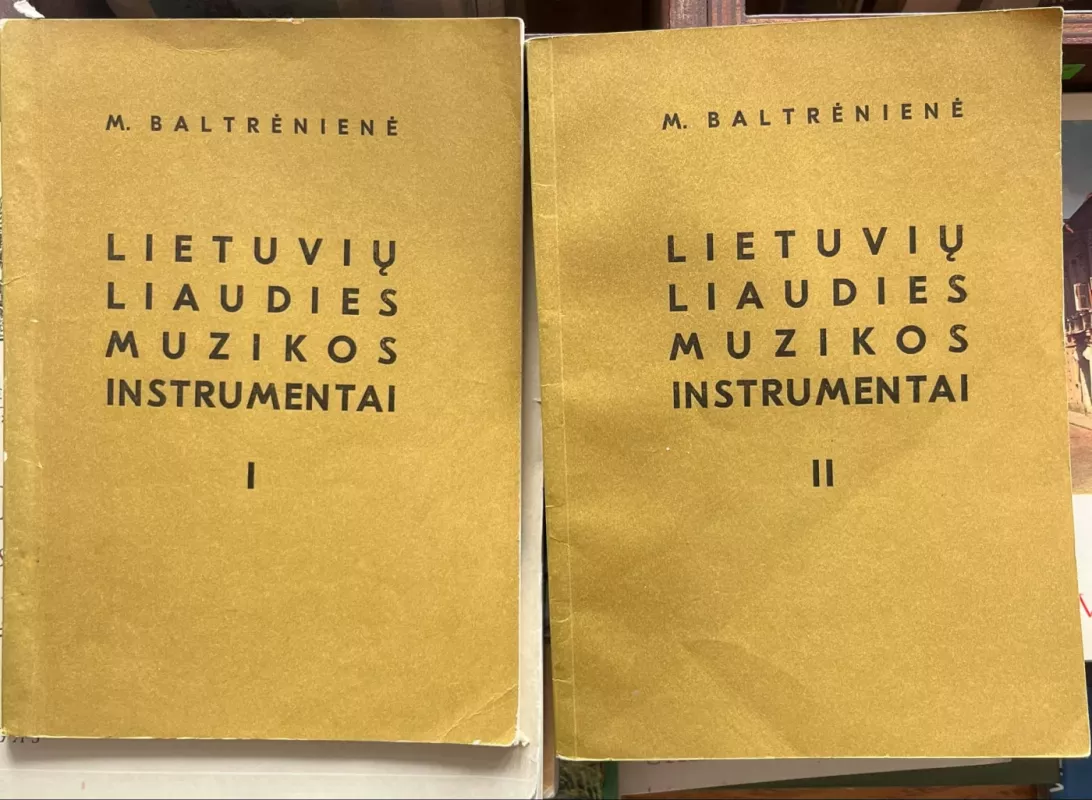 M. BALTRĖNIENĖ
LIETUVIŲ
LIAUDIES
MUZIKOS
INSTRUMENTAI
I
M. BALTRĖNIENĖ
LIETUVIŲ
LIAUDIES
MUZIKOS
INSTRUMENTAI
II